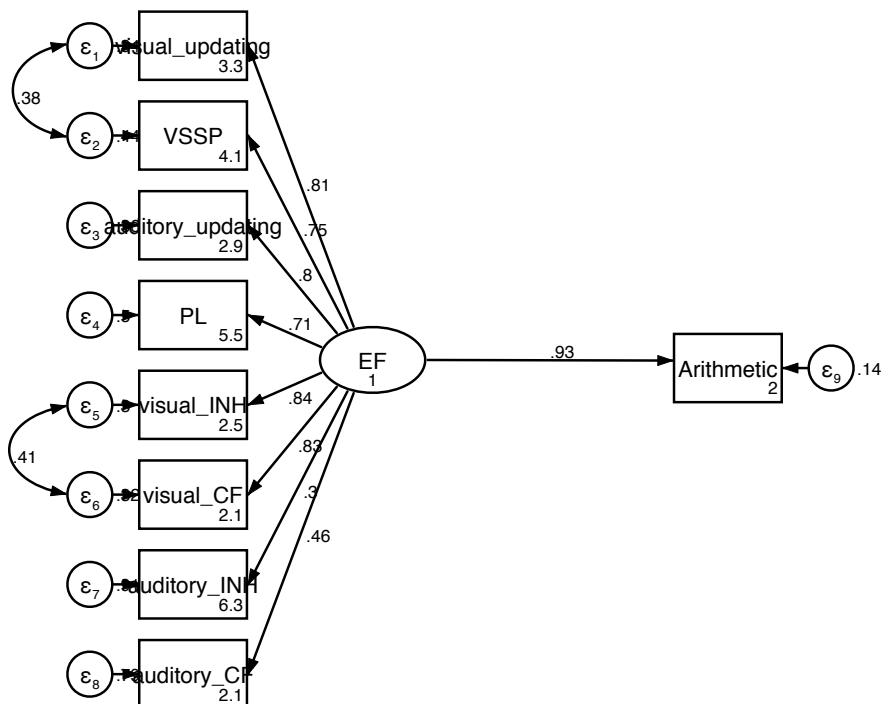 ε1 visual_updating
3.3
.38
ε2 VSSP
4.1
.81
.75
ε3 auditory_updating
2.9
.8
ε4 PL
5.5
.71
EF
1
.93
Arithmetic
2
ε9 .14
ε5 visual_INH
2.5
.84
.41
.83
ε6 visual_CF
2.1
.3
.46
ε7 auditory_INH
6.3
ε8 auditory_CF
2.1